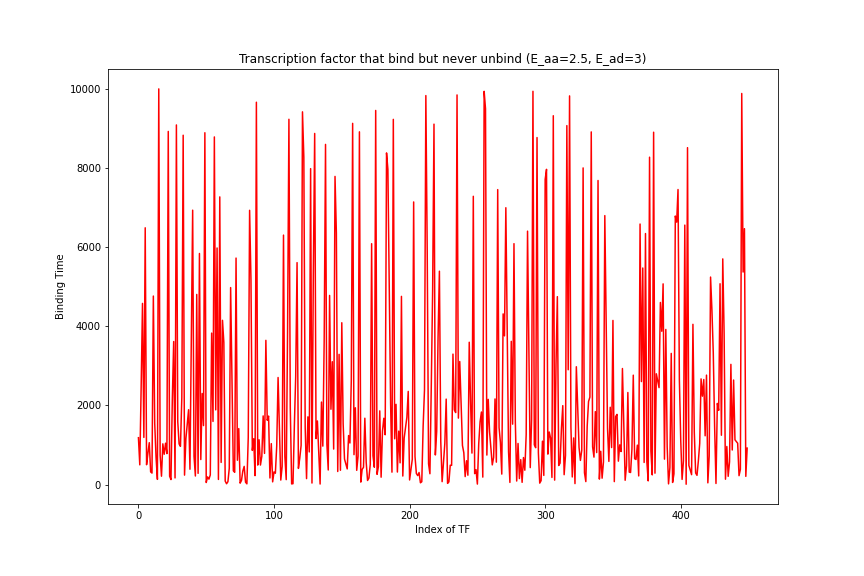 Transcription factor that bind but never unbind (E_aa=2.5, E_ad=3)
10000
8000
6000
4000
2000
0
Binding Time
0 100 200 300 400
Index of TF